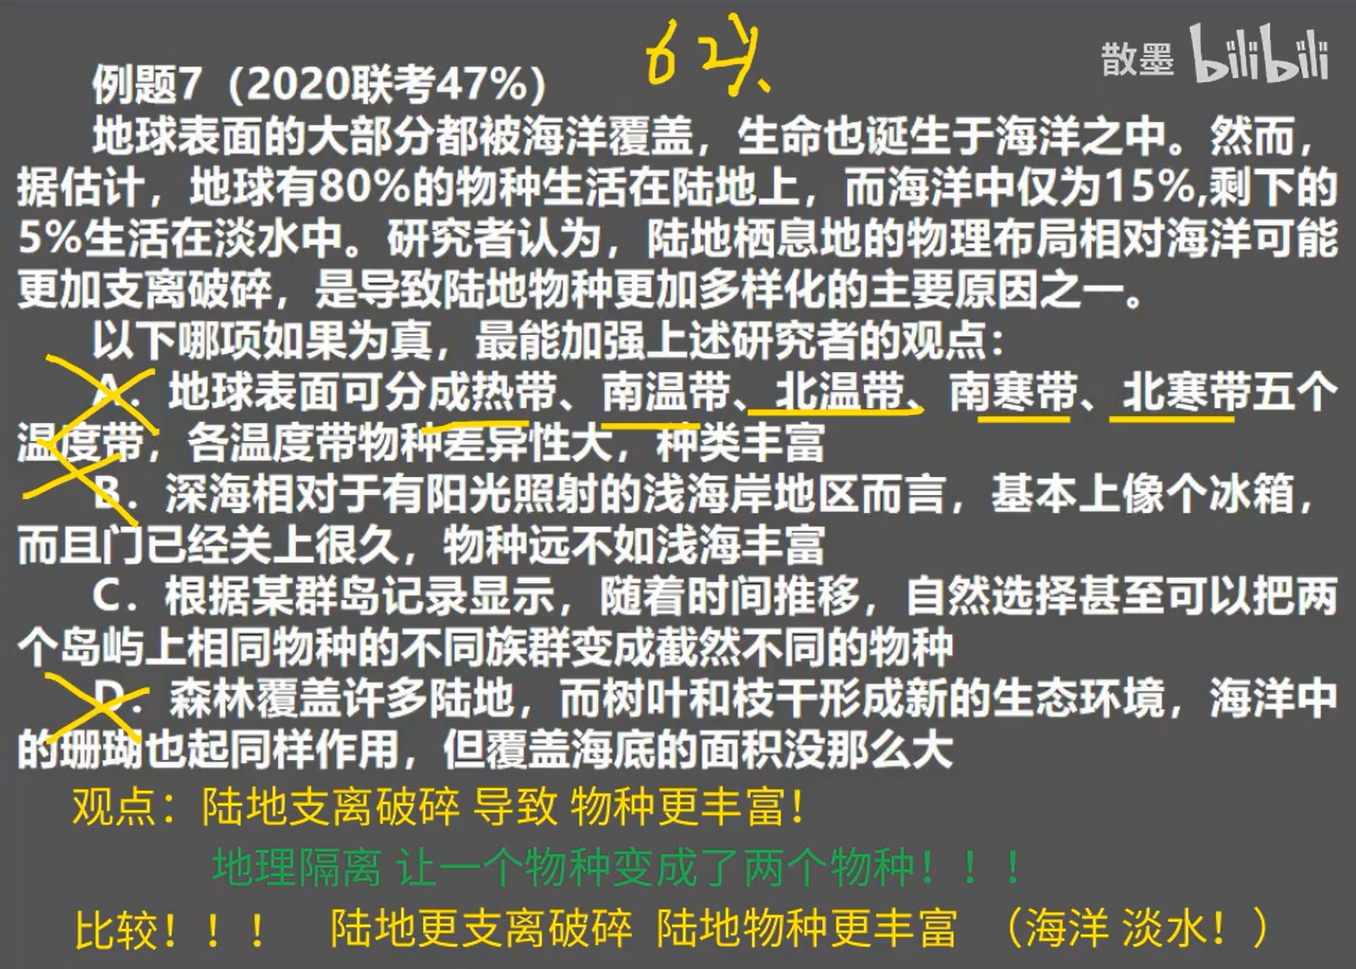 散墨 bilibili
例题7（2020联考47%）
地球表面的大部分都被海洋覆盖，生命也诞生于海洋之中。然而，
据估计，地球有80%的物种生活在陆地上，而海洋中仅为15%,剩下的
5%生活在淡水中。研究者认为，陆地栖息地的物理布局相对海洋可能
更加支离破碎，是导致陆地物种更加多样化的主要原因之一。
以下哪项如果为真，最能加强上述研究者的观点：
A．地球表面可分成热带、南温带、北温带、南寒带、北寒带五个
温度带，各温度带物种差异性大，种类丰富
B．深海相对于有阳光照射的浅海岸地区而言，基本上像个冰箱，
而且门已经关上很久，物种远不如浅海丰富
C．根据某群岛记录显示，随着时间推移，自然选择甚至可以把两
个岛屿上相同物种的不同族群变成截然不同的物种
D．森林覆盖许多陆地，而树叶和枝干形成新的生态环境，海洋中
的珊瑚也起同样作用，但覆盖海底的面积没那么大
观点：陆地支离破碎 导致 物种更丰富！
地理隔离 让一个物种变成了两个物种！！！
比较！！！ 陆地更支离破碎 陆地物种更丰富 （海洋 淡水！）